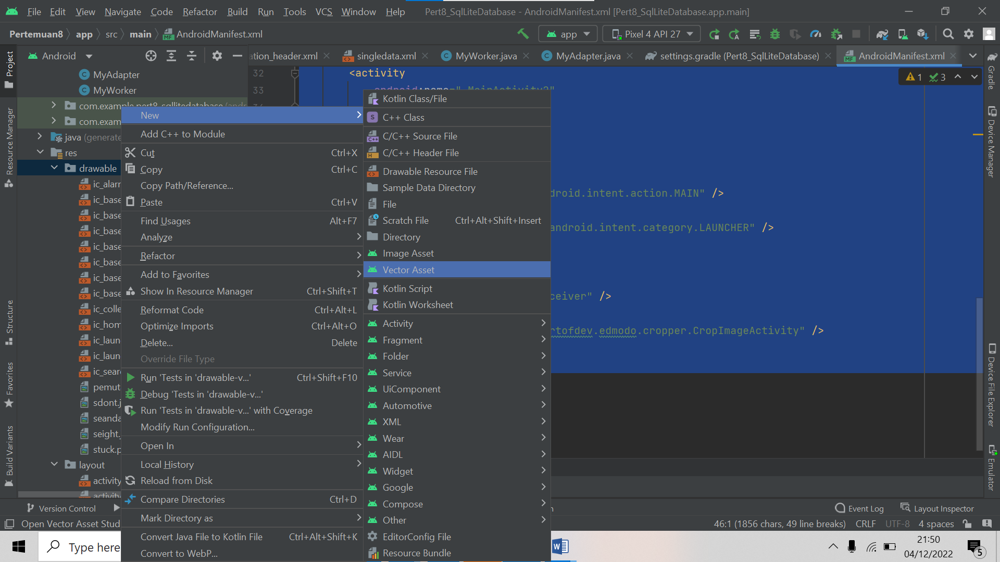 File Edit View Navigate Code Refactor Build Run Tools VCS Window Help Pert8_SqlLiteDatabase - AndroidManifest.xml [Pert8_SqlLiteDatabase.app.main]
Pertemuan8 app src main AndroidManifest.xml app Pixel 4 API 27
Project
Resource Manager
Structure
Favorites
Build Variants
Android
ation_header.xml singledata.xml MyWorker.java MyAdapter.java settings.gradle (Pert8_SqlLiteDatabase) AndroidManifest.xml
MyAdapter
MyWorker
com.example.pert8_sqllitedatabase (andr
com.exam
java (generate
res
drawable
ic_alarr
ic_base
ic_base
ic_base
ic_base
ic_base
ic_base
ic_base
ic_colle
ic_hom
ic_laun
ic_laun
ic_sear
pemut
sdont.j
seanda
seight.
stuck.p
layout
activity
activity
32 <activity
33 android:name=".MainActivity2"
1 3
New
Add C++ to Module
Cut Ctrl+X
Copy Ctrl+C
Copy Path/Reference...
Paste Ctrl+V
Find Usages Alt+F7
Analyze
Refactor
Add to Favorites
Show In Resource Manager Ctrl+Shift+T
Reformat Code Ctrl+Alt+L
Optimize Imports Ctrl+Alt+O
Delete... Delete
Override File Type
Run 'Tests in 'drawable-v...' Ctrl+Shift+F10
Debug 'Tests in 'drawable-v...'
Run 'Tests in 'drawable-v...' with Coverage
Modify Run Configuration...
Open In
Local History
Reload from Disk
Compare Directories Ctrl+D
Mark Directory as
Convert Java File to Kotlin File Ctrl+Alt+Shift+K
Convert to WebP...
Kotlin Class/File
C++ Class
C/C++ Source File
C/C++ Header File
Drawable Resource File
Sample Data Directory
File
Scratch File Ctrl+Alt+Shift+Insert
Directory
Image Asset
Vector Asset
Kotlin Script
Kotlin Worksheet
Activity
Fragment
Folder
Service
UiComponent
Automotive
XML
Wear
AIDL
Widget
Google
Compose
Other
EditorConfig File
Resource Bundle
droid.intent.action.MAIN" />
android.intent.category.LAUNCHER" />
ceiver" />
rtofdev.edmodo.cropper.CropImageActivity" />
Gradle
Device Manager
Device File Explorer
Emulator
Version Control
Event Log Layout Inspector
Open Vector Asset Stud
46:1 (1856 chars, 49 line breaks) CRLF UTF-8 4 spaces
Type here
21:50
04/12/2022
5